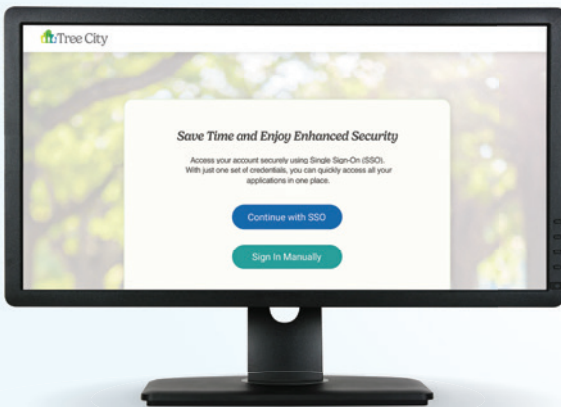 Tree City
Save Time and Enjoy Enhanced Security
Access your account securely using Single Sign-On (SSO).
With just one set of credentials, you can quickly access all your
applications in one place.
Continue with SSO
Sign In Manually